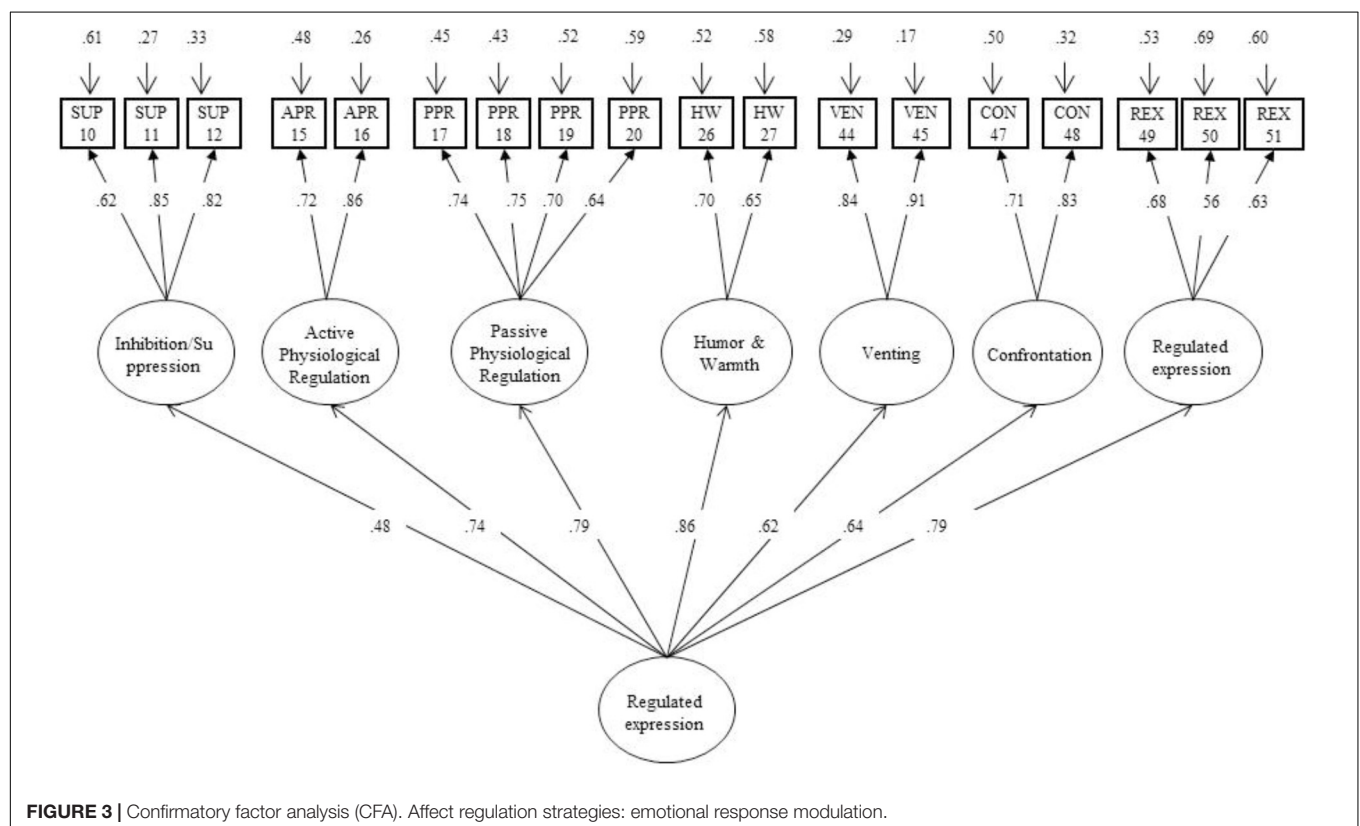 .61 .27 .33 .48 .26 .45 .43 .52 .59 .52 .58 .29 .17 .50 .32 .53 .69 .60
SUP SUP SUP APR APR PPR PPR PPR PPR HW HW VEN VEN CON CON REX REX REX
10 11 12 15 16 17 18 19 20 26 27 44 45 47 48 49 50 51
.62 .85 .82 .72 .86 .74 .75 .70 .64 .70 .65 .84 .91 .71 .83 .68 56 .63
Inhibition/Su
ppression
Active
Physiological
Regulation
Passive
Physiological
Regulation
Humor &
Warmth
Venting
Confrontation
Regulated
expression
.48 .74 .79 .86 .62 .64 .79
Regulated
expression
FIGURE 3 | Confirmatory factor analysis (CFA). Affect regulation strategies: emotional response modulation.